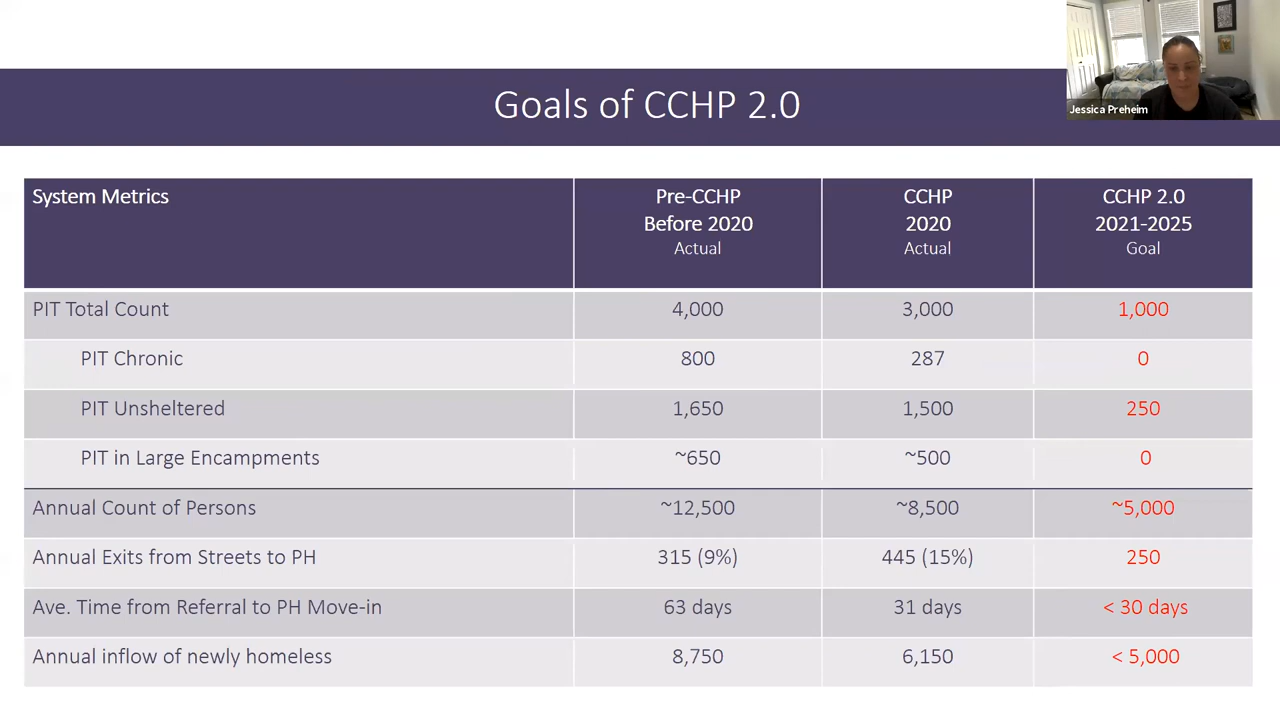 Goals of CCHP 2.0
Jessica Preheim
System Metrics
Pre-CCHP
Before 2020
Actual
CCHP
2020
Actual
CCHP 2.0
2021-2025
Goal
PIT Total Count 4,000 3,000 1,000
PIT Chronic 800 287 0
PIT Unsheltered 1,650 1,500 250
PIT in Large Encampments ~650 ~500 0
Annual Count of Persons ~12,500 ~8,500 ~5,000
Annual Exits from Streets to PH 315 (9%) 445 (15%) 250
Ave. Time from Referral to PH Move-in 63 days 31 days < 30 days
Annual inflow of newly homeless 8,750 6,150 < 5,000